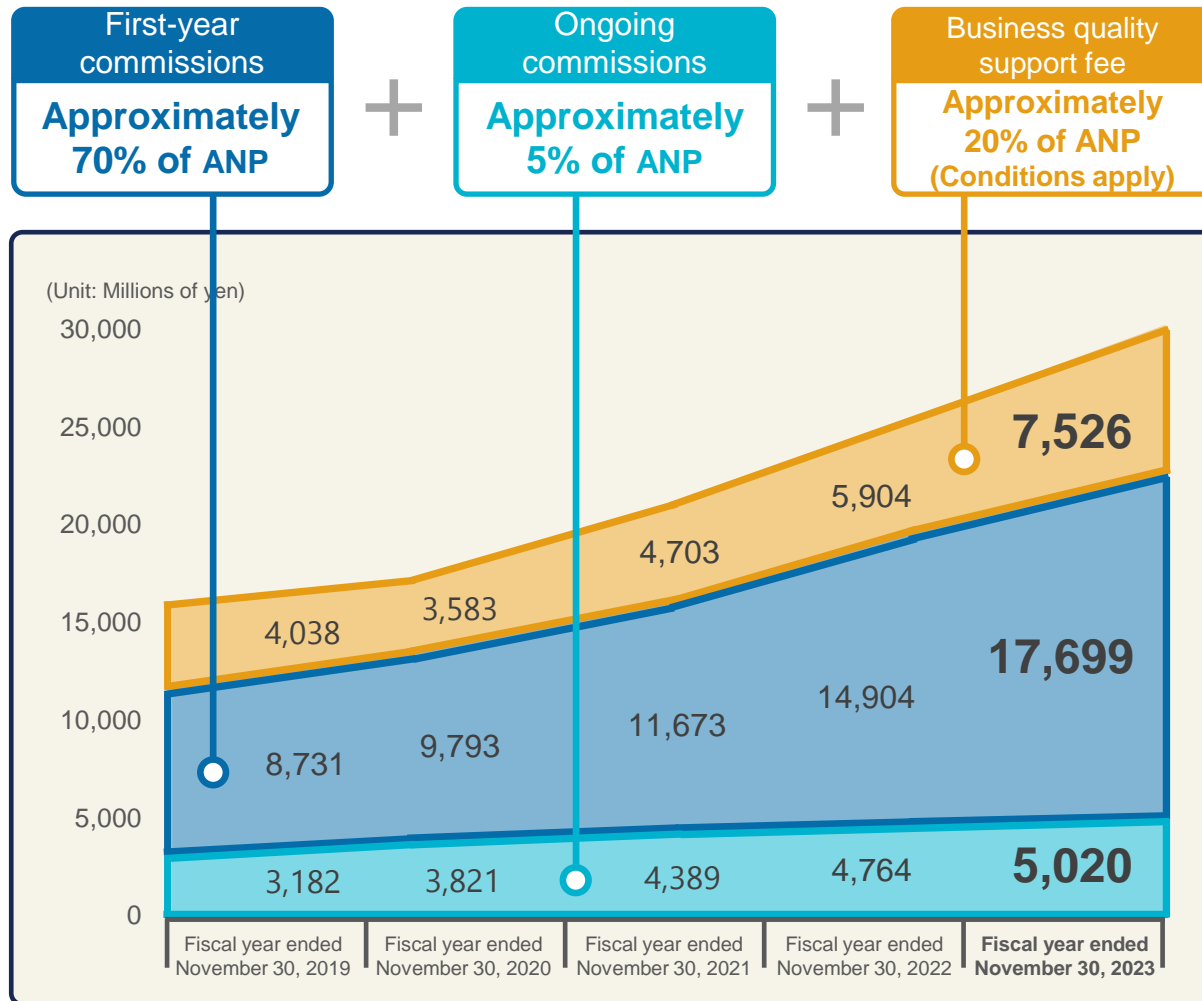 First-year
commissions
Approximately
70% of ANP
+
Ongoing
commissions
Approximately
5% of ANP
+
Business quality
support fee
Approximately
20% of ANP
(Conditions apply)
(Unit: Millions of yen)
30,000
25,000
20,000
15,000
10,000
5,000
0
4,038
3,583
4,703
5,904
7,526
8,731
9,793
11,673
14,904
17,699
3,182
3,821
4,389
4,764
5,020
Fiscal year ended
November 30, 2019
Fiscal year ended
November 30, 2020
Fiscal year ended
November 30, 2021
Fiscal year ended
November 30, 2022
Fiscal year ended
November 30, 2023